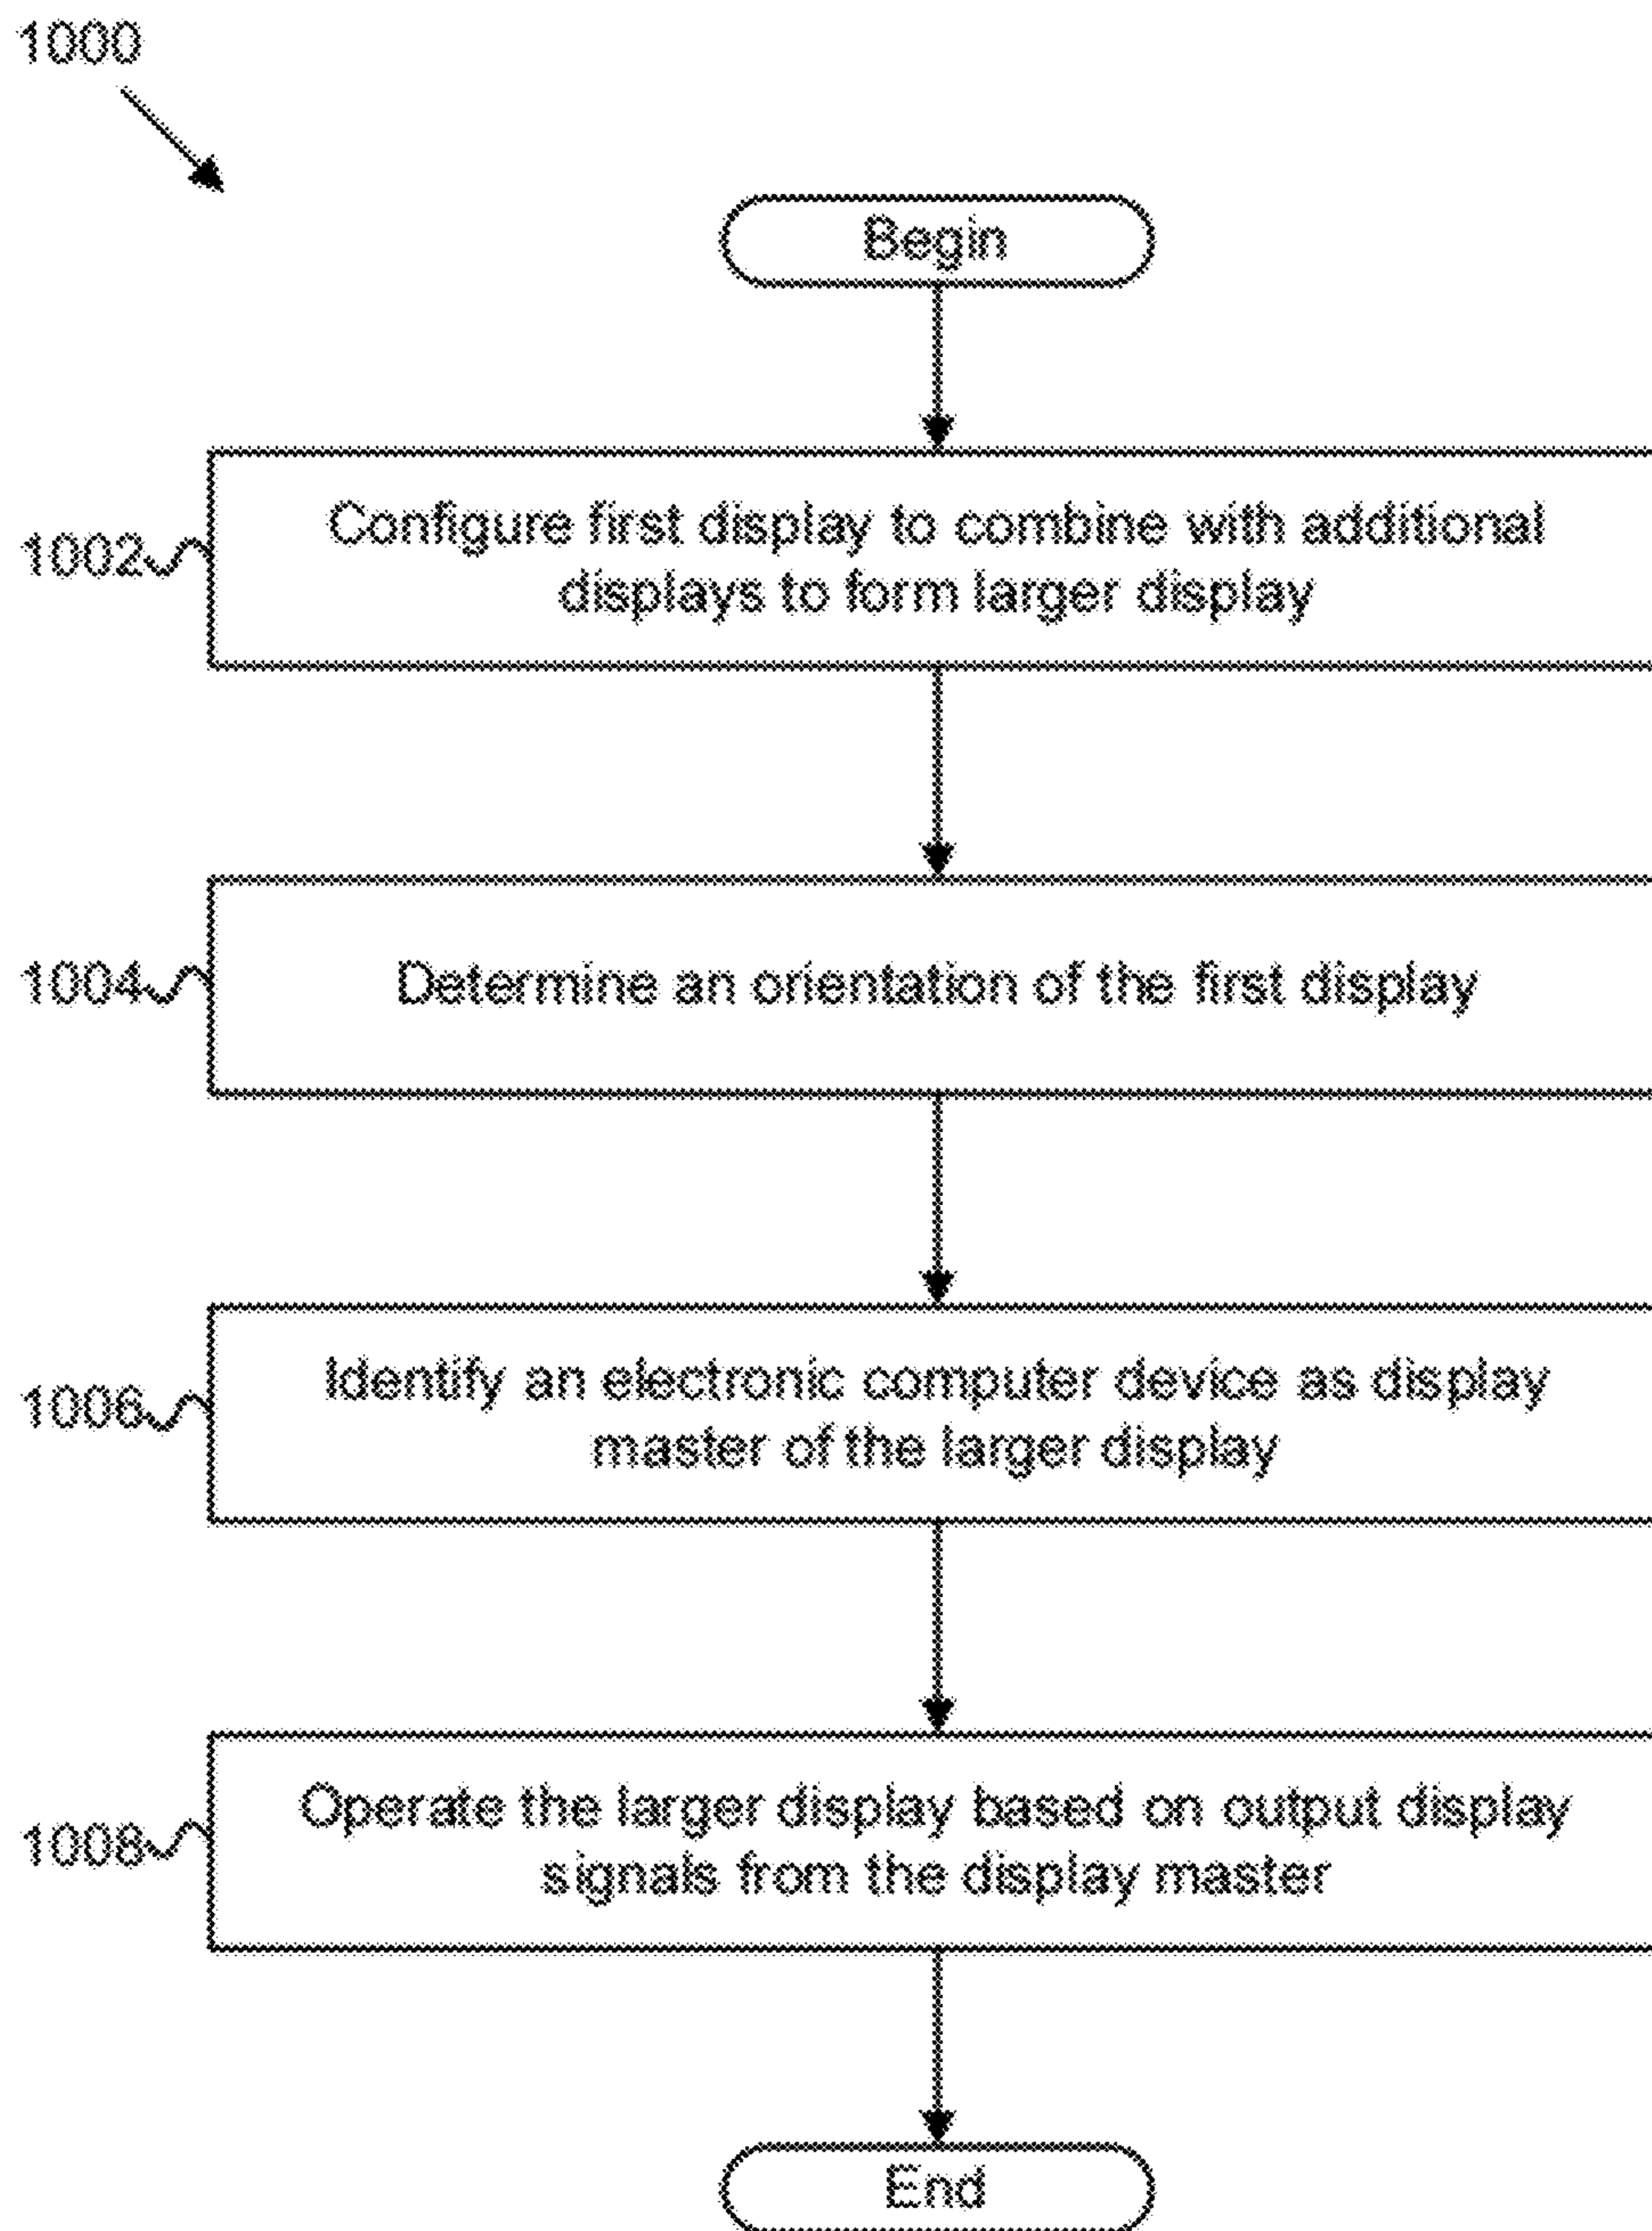 1000
Begin
1002
Configure first display to combine with additional
displays to form larger display
1004
Determine an orientation of the first display
1006
Identify an electronic computer device as display
master of the larger display
1008
Operate the larger display based on output display
signals from the display master
End